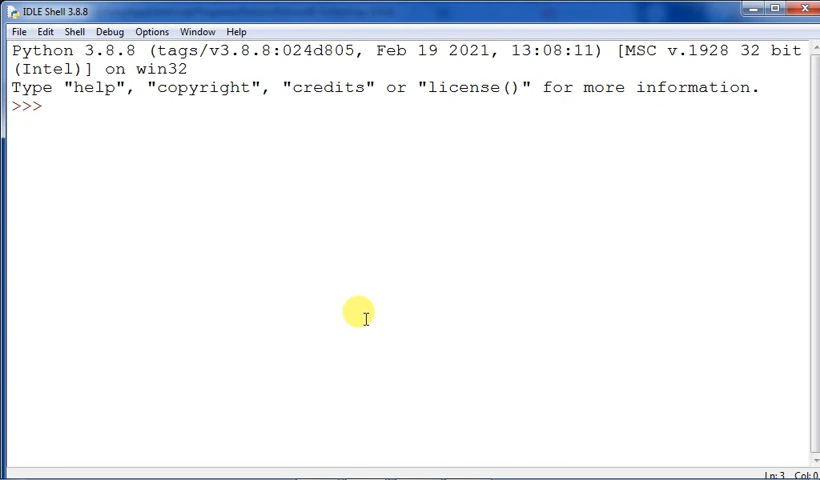 IDLE Shell 3.8.8
File Edit Shell Debug Options Window Help
Python 3.8.8 (tags/v3.8.8:024d805, Feb 19 2021, 13:08:11) [MSC v.1928 32 bit
(Intel)] on win32
Type "help", "copyright", "credits" or "license()" for more information.
>>>
Ln: 3 Col: 0